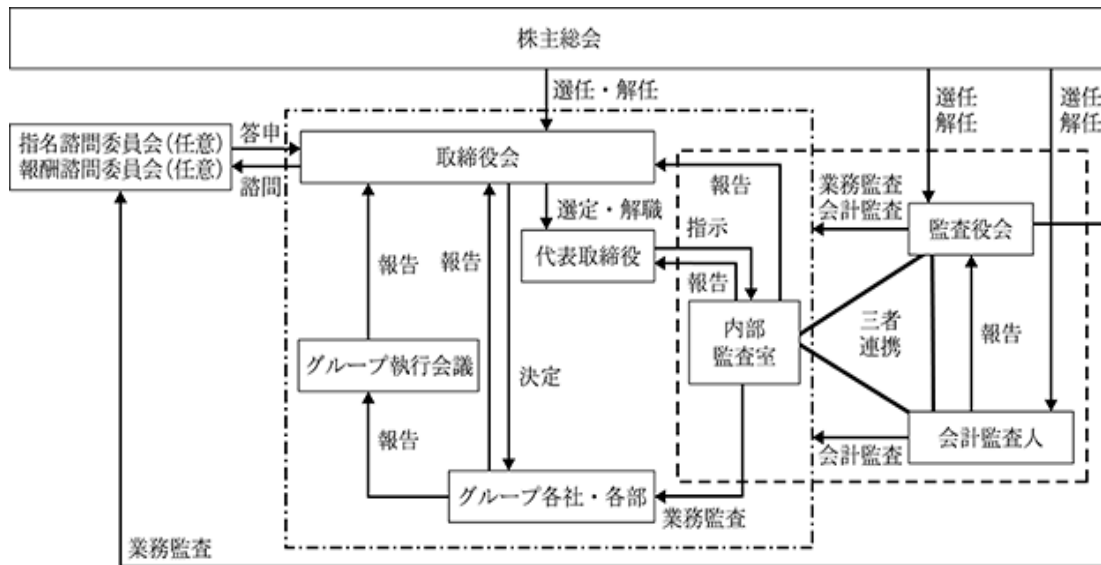 株主総会
選任・解任
選任
解任
選任
解任
指名諮問委員会(任意)
報酬諮問委員会(任意)
答申
諮問
取締役会
報告
業務監査
会計監査
監査役会
選定・解職
指示
代表取締役
報告
報告
報告
内部
監査室
三者
連携
報告
グループ執行会議
決定
報告
会計監査人
会計監査
グループ各社・各部
業務監査
業務監査